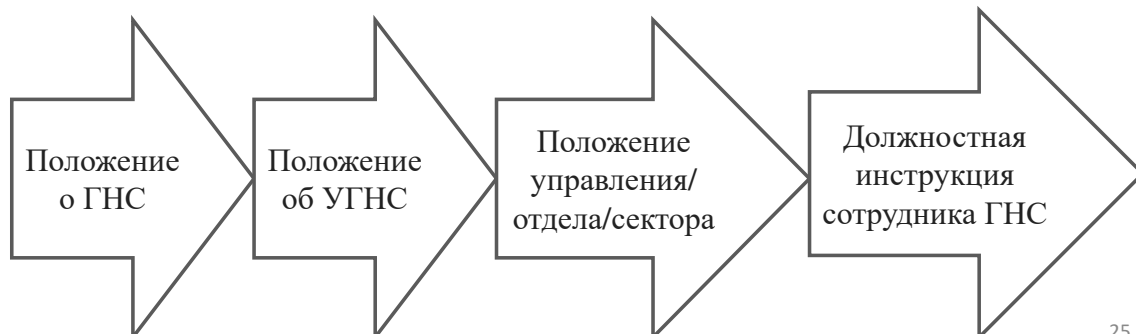 Положение
о ГНС
Положение
об УГНС
Положение
управления/
отдела/сектора
Должностная
инструкция
сотрудника ГНС
25